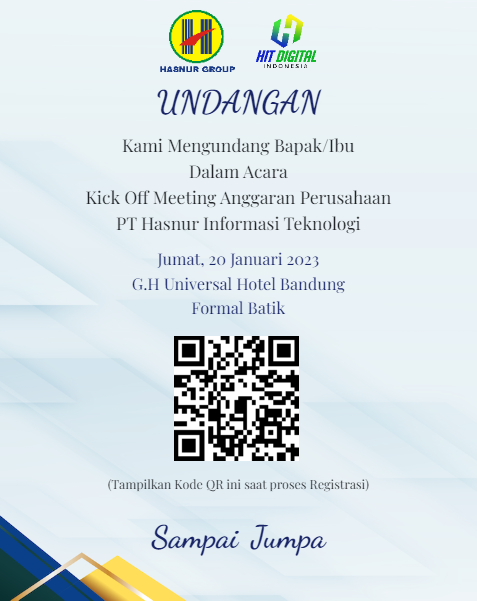 HASNUR GROUP
HIT DIGITAL
INDONESIA
UNDANGAN
Kami Mengundang Bapak/Ibu
Dalam Acara
Kick Off Meeting Anggaran Perusahaan
PT Hasnur Informasi Teknologi
Jumat, 20 Januari 2023
G.H Universal Hotel Bandung
Formal Batik
(Tampilkan Kode QR ini saat proses Registrasi)
Sampai Jumpa